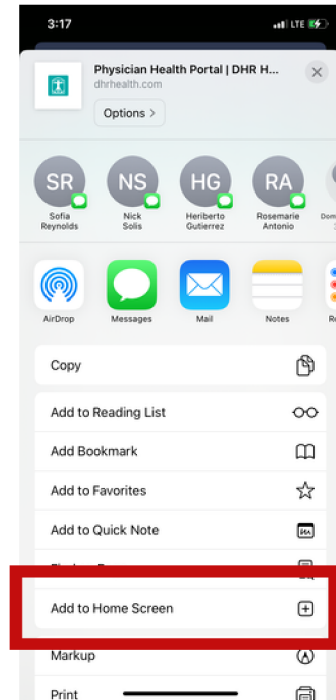 3:17
LTE
Physician Health Portal | DHR H...
dhrhealth.com
Options >
SR
NS
HG
RA
Sofia
Reynolds
Nick
Solis
Heriberto
Gutierrez
Rosemarie
Antonio
AirDrop
Messages
Mail
Notes
Copy
Add to Reading List
Add Bookmark
Add to Favorites
Add to Quick Note
Add to Home Screen
Markup
Print